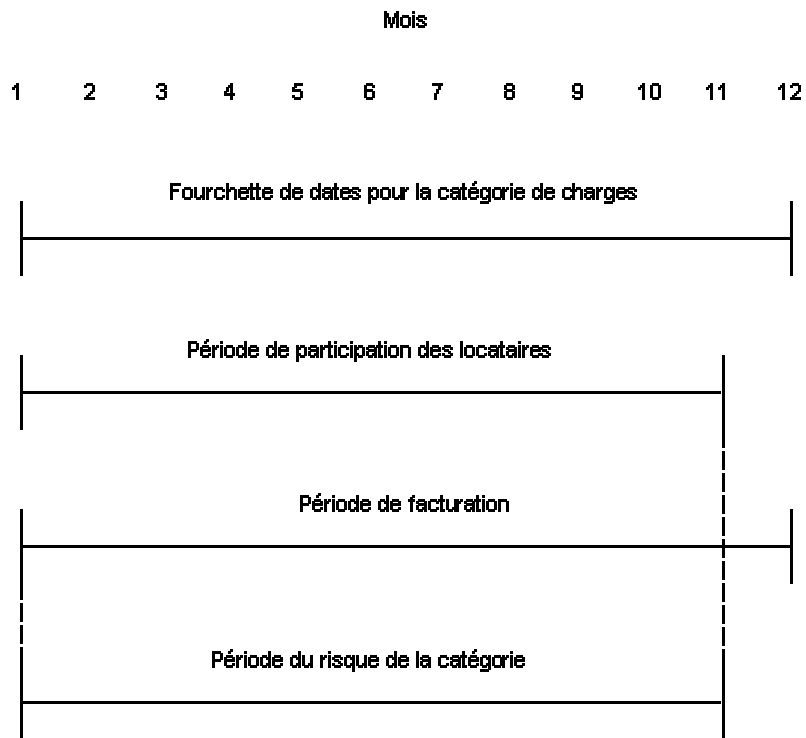 Mois
1 2 3 4 5 6 7 8 9 10 11 12
Fourchette de dates pour la catégorie de charges
Période de participation des locataires
Période de facturation
Période du risque de la catégorie